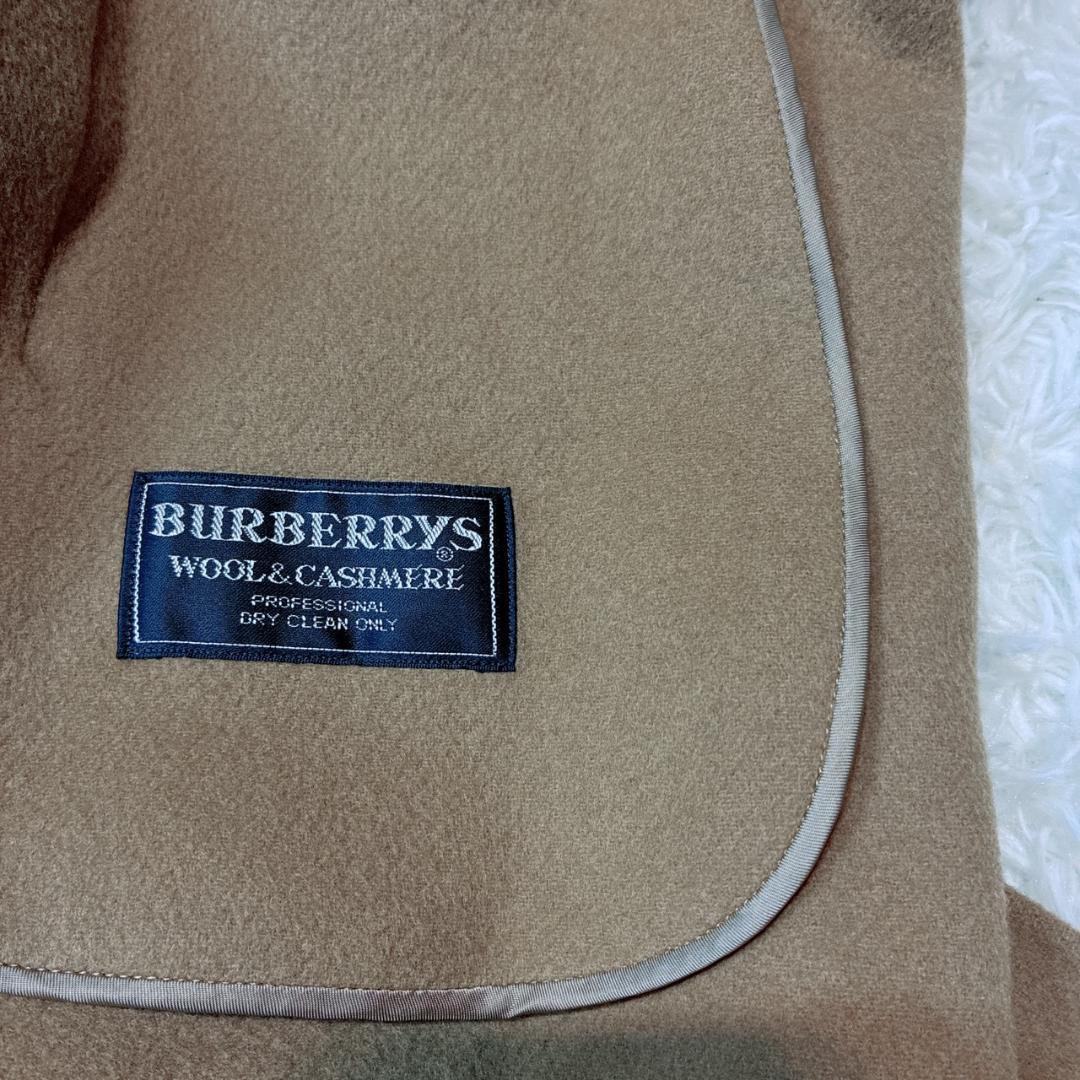 BURBERRYS®
WOOL&CASHMERE
PROFESSIONAL
DRY CLEAN ONLY